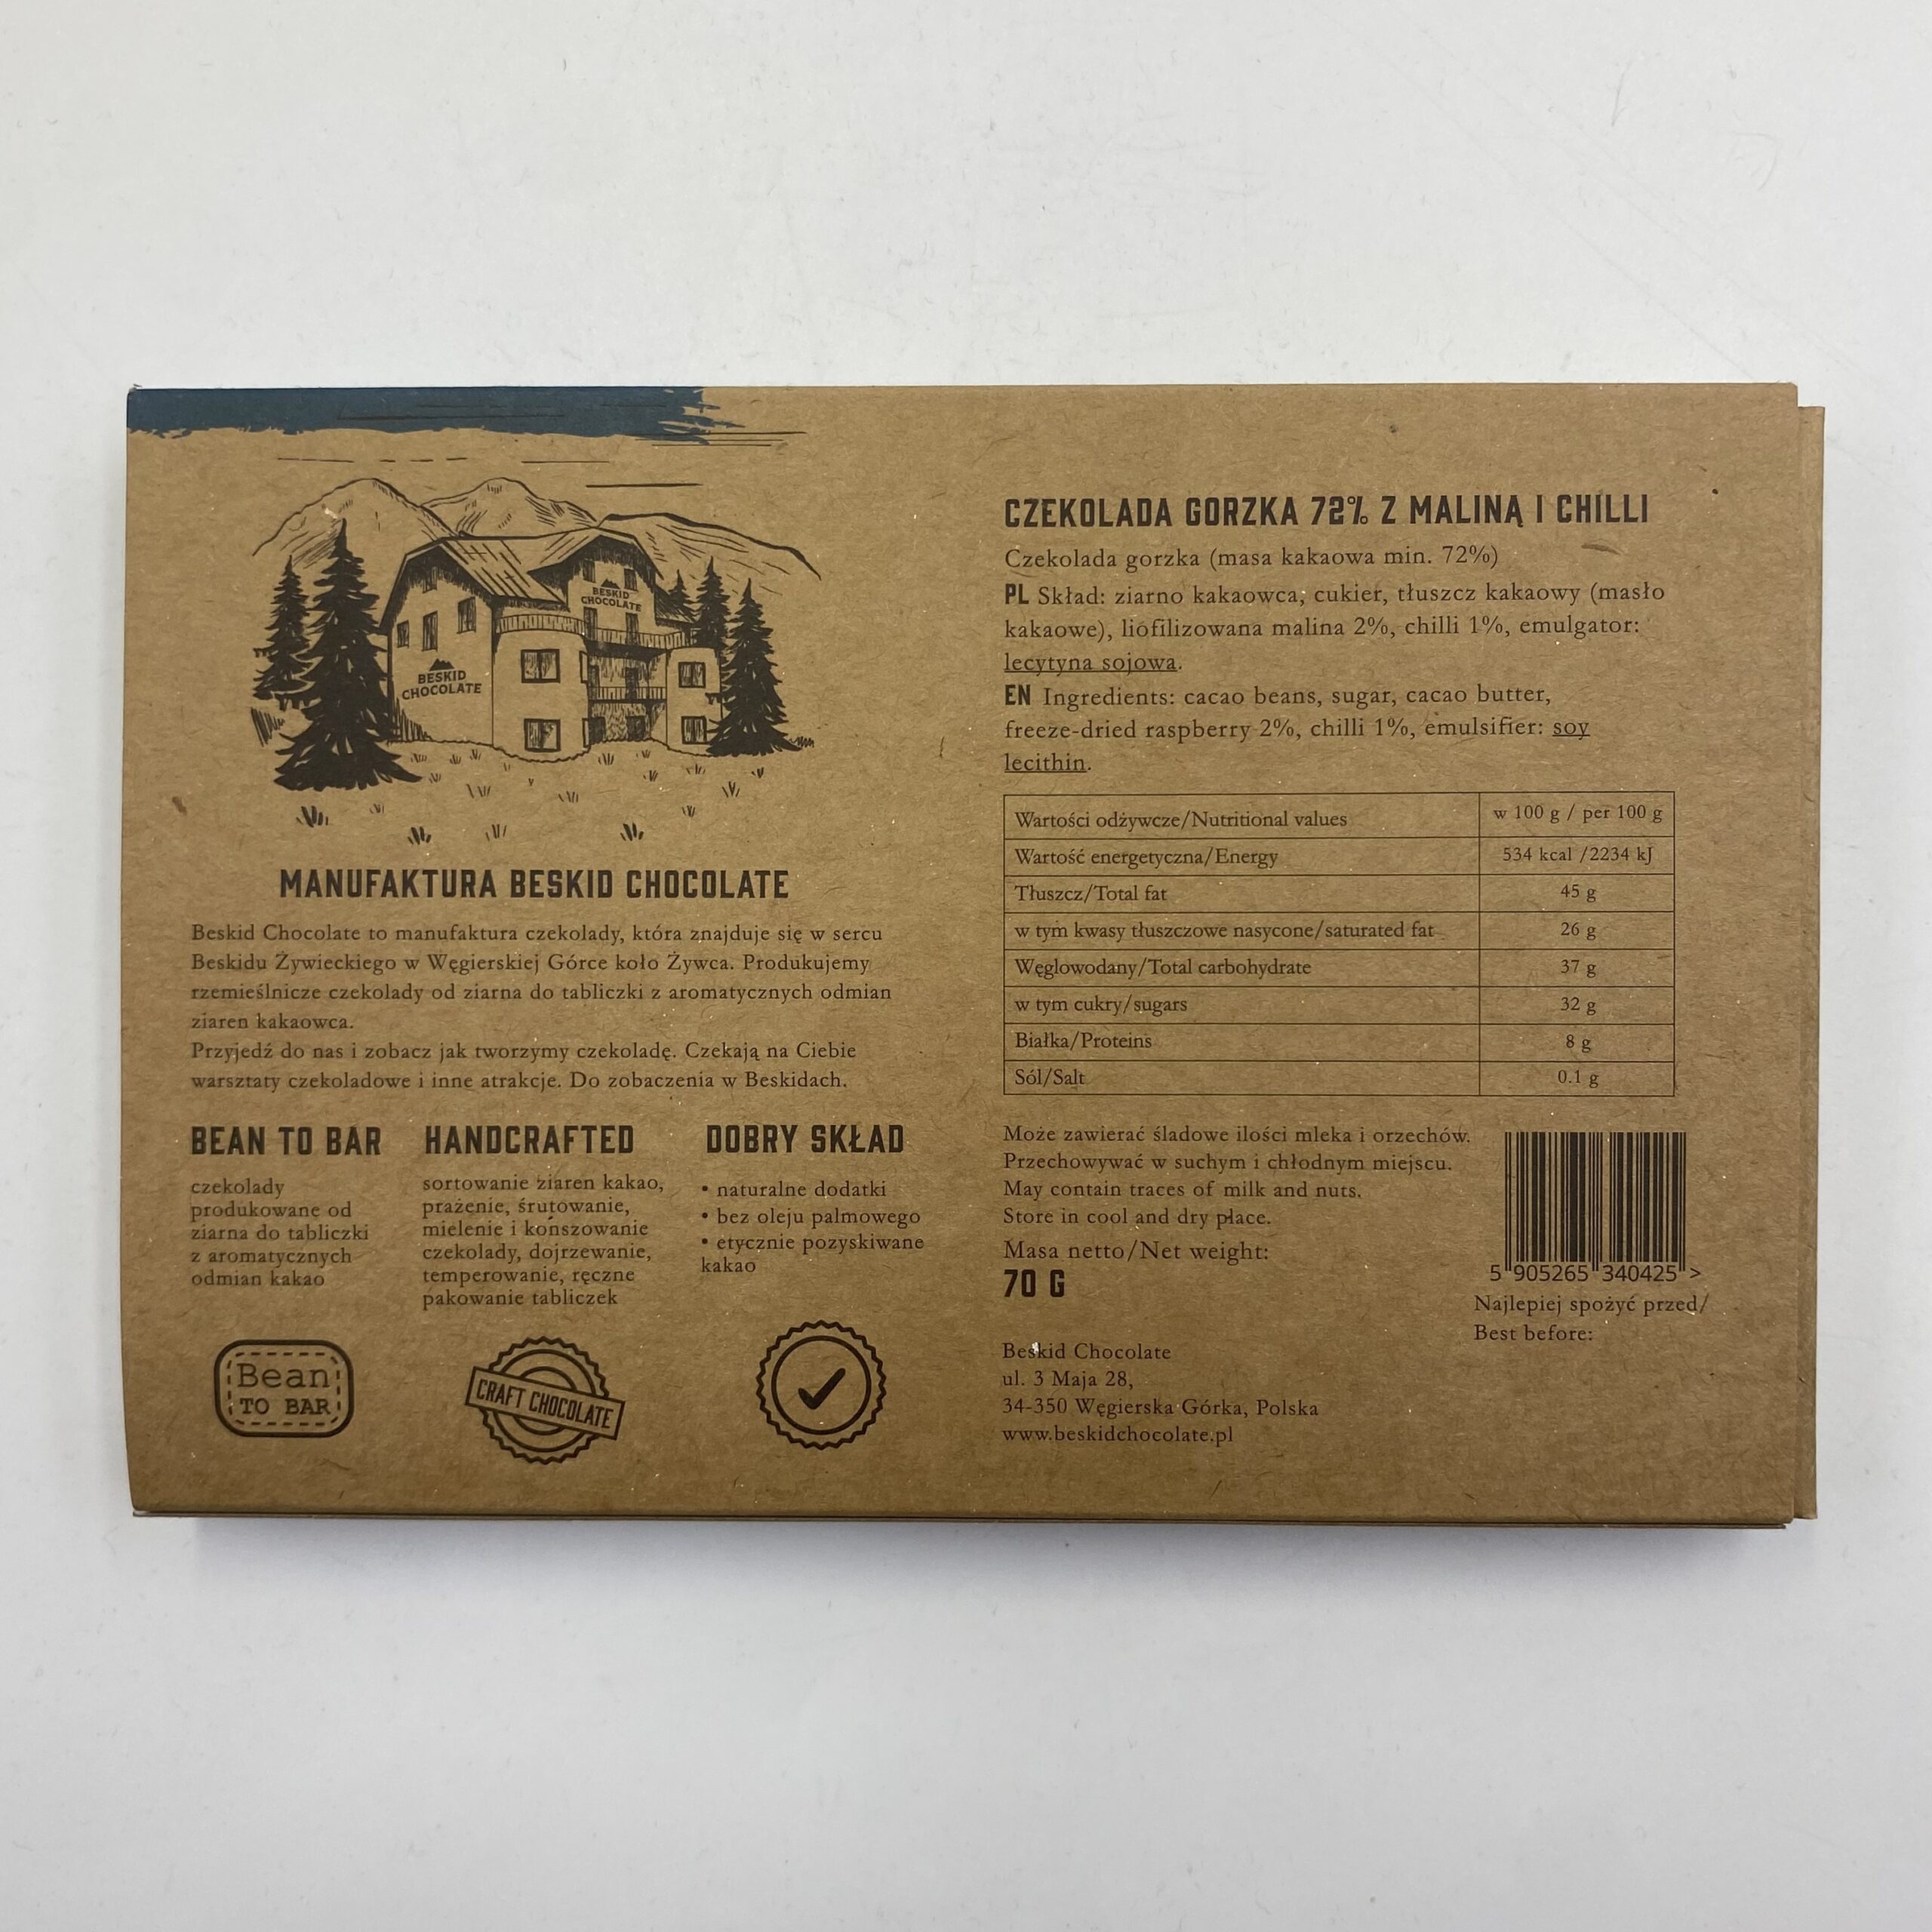 BESKID
CHOCOLATE
BESKID
CHOCOLATE
MANUFAKTURA BESKID CHOCOLATE
Beskid Chocolate to manufaktura czekolady, która znajduje się w sercu
Beskidu Żywieckiego w Węgierskiej Górce koło Żywca. Produkujemy
rzemieślnicze czekolady od ziarna do tabliczki z aromatycznych odmian
ziaren kakaowca.
Przyjedź do nas i zobacz jak tworzymy czekoladę. Czekają na Ciebie
warsztaty czekoladowe i inne atrakcje. Do zobaczenia w Beskidach.
BEAN TO BAR
czekolady
produkowane od
ziarna do tabliczki
z aromatycznych
odmian kakao
Bean
TO BAR
HANDCRAFTED
sortowanie ziaren kakao,
prażenie, śrutowanie,
mielenie i konszowanie
czekolady, dojrzewanie,
temperowanie, ręczne
pakowanie tabliczek
CRAFT CHOCOLATE
DOBRY SKŁAD
• naturalne dodatki
• bez oleju palmowego
• etycznie pozyskiwane
kakao
CZEKOLADA GORZKA 72% Z MALINĄ I CHILLI
Czekolada gorzka (masa kakaowa min. 72%)
PL Skład: ziarno kakaowca, cukier, tłuszcz kakaowy (masło
kakaowe), liofilizowana malina 2%, chilli 1%, emulgator:
lecytyna sojowa.
EN Ingredients: cacao beans, sugar, cacao butter,
freeze-dried raspberry 2%, chilli 1%, emulsifier: soy
lecithin.
Wartości odżywcze/Nutritional values w 100 g / per 100 g
Wartość energetyczna/Energy 534 kcal /2234 kJ
Tłuszcz/Total fat 45 g
w tym kwasy tłuszczowe nasycone/saturated fat 26 g
Węglowodany/Total carbohydrate 37 g
w tym cukry/sugars 32 g
Białka/Proteins 8 g
Sól/Salt 0.1 g
Może zawierać śladowe ilości mleka i orzechów.
Przechowywać w suchym i chłodnym miejscu.
May contain traces of milk and nuts.
Store in cool and dry place.
Masa netto/Net weight:
70 G
Beskid Chocolate
ul. 3 Maja 28,
34-350 Węgierska Górka, Polska
www.beskidchocolate.pl
5 905265 340425 >
Najlepiej spożyć przed/
Best before: